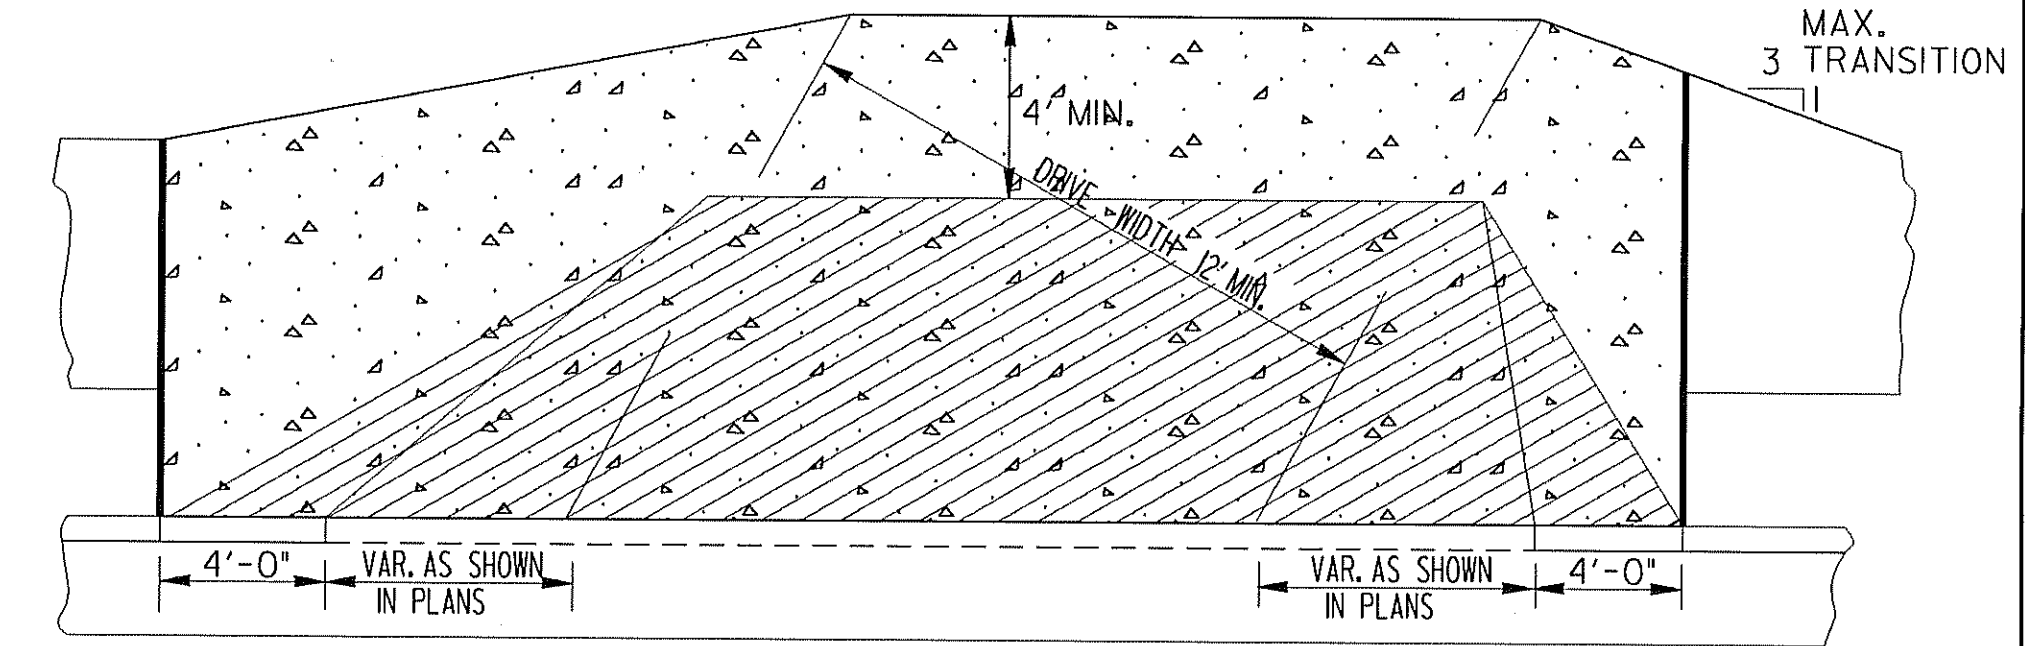 MAX.
3 TRANSITION
1
4' MIN.
DRIVE WIDTH 12' MIN.
4'-0"
VAR. AS SHOWN
IN PLANS
VAR. AS SHOWN
IN PLANS
4'-0"